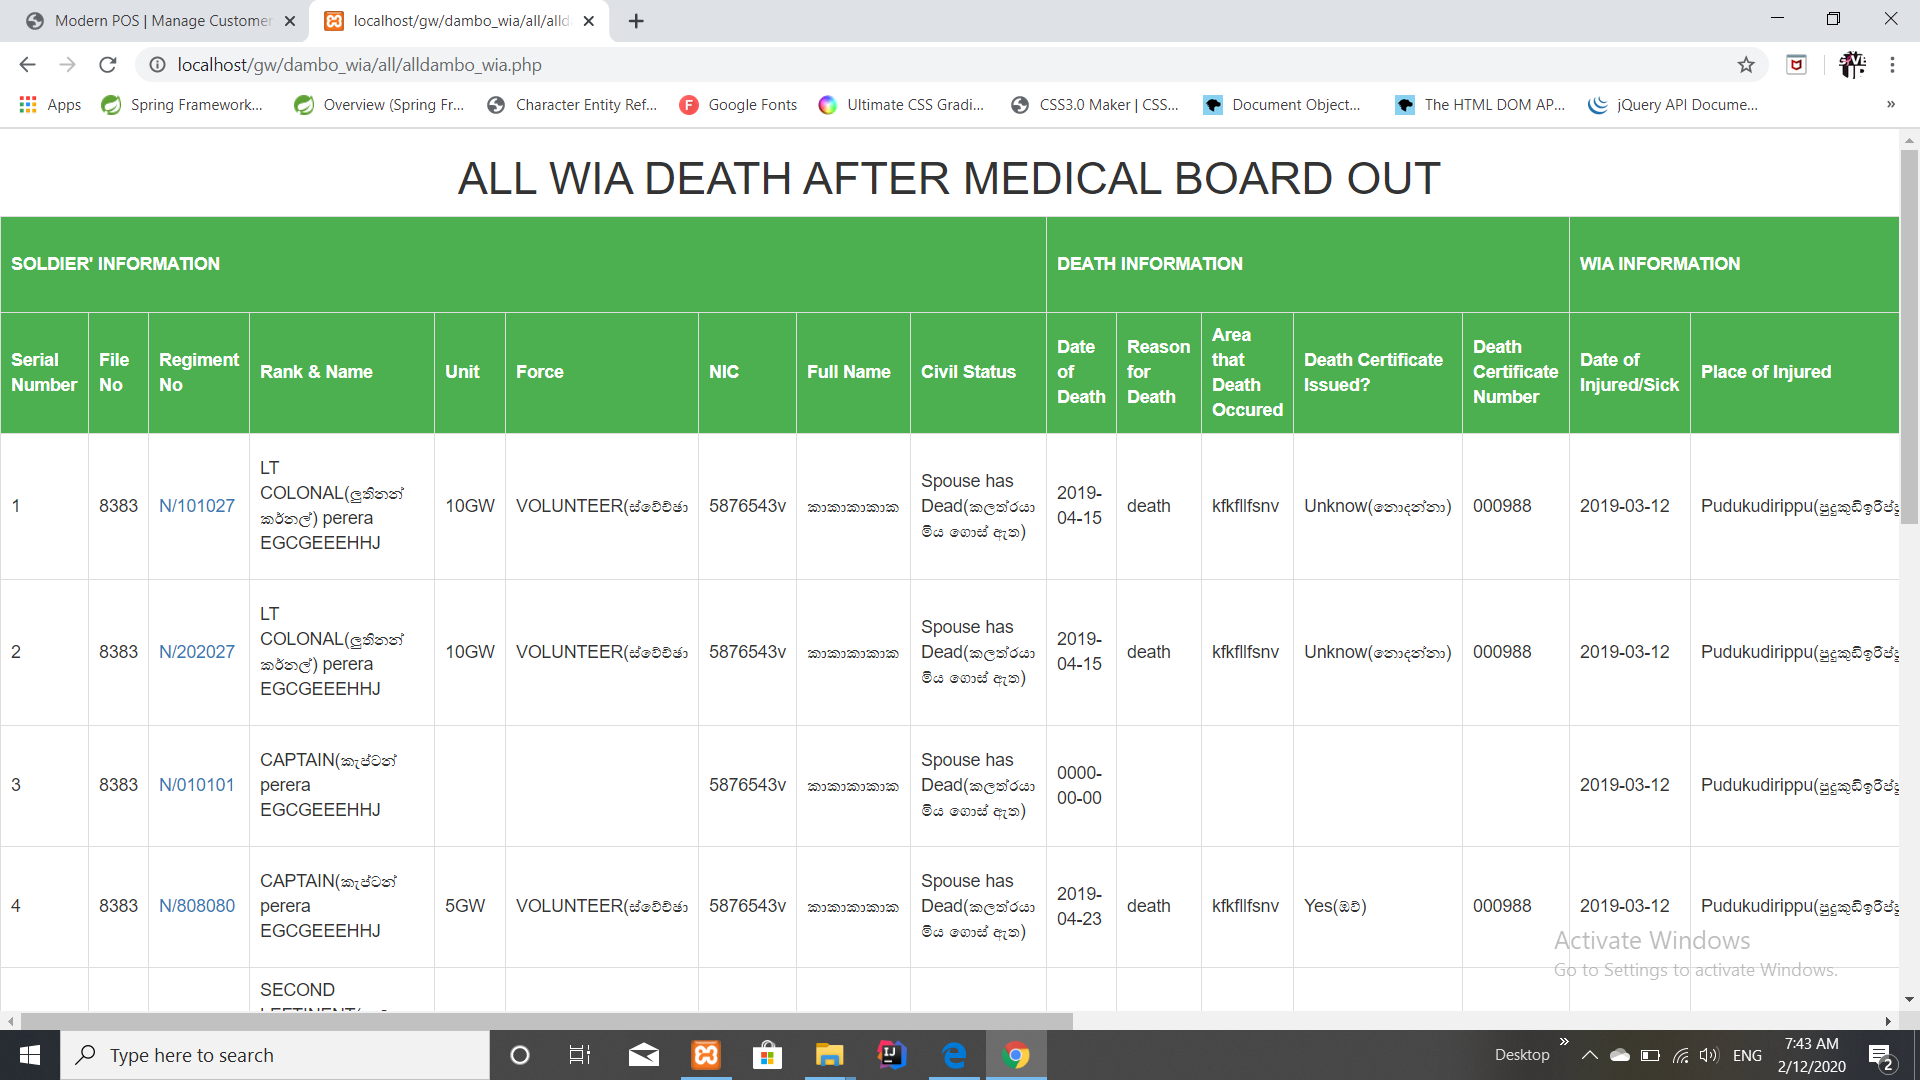 Modern POS | Manage Customer
localhost/gw/dambo_wia/all/alld
localhost/gw/dambo_wia/all/alldambo_wia.php
Apps Spring Framework... Overview (Spring Fr... Character Entity Ref... Google Fonts Ultimate CSS Gradi... CSS3.0 Maker | CSS... Document Object... The HTML DOM AP... jQuery API Docume... »
ALL WIA DEATH AFTER MEDICAL BOARD OUT
SOLDIER' INFORMATION DEATH INFORMATION WIA INFORMATION
Serial Number
File No
Regiment No
Rank & Name
Unit
Force
NIC
Full Name
Civil Status
Date of Death
Reason for Death
Area that Death Occured
Death Certificate Issued?
Death Certificate Number
Date of Injured/Sick
Place of Injured
1
8383
N/101027
LT
COLONAL(ලුතිනන්
කර්නල්) perera
EGCGEEEHHJ
10GW
VOLUNTEER(ස්වේච්ඡා
5876543v
කාකාකාකාක
Spouse has
Dead(කලත්රයා
මිය ගොස් ඇත)
2019-
04-15
death
kfkfllfsnv
Unknow(නොදන්නා)
000988
2019-03-12
Pudukudirippu(පුදුකුඩිඉරිප්පු
2
8383
N/202027
LT
COLONAL(ලුතිනන්
කර්නල්) perera
EGCGEEEHHJ
10GW
VOLUNTEER(ස්වේච්ඡා
5876543v
කාකාකාකාක
Spouse has
Dead(කලත්රයා
මිය ගොස් ඇත)
2019-
04-15
death
kfkfllfsnv
Unknow(නොදන්නා)
000988
2019-03-12
Pudukudirippu(පුදුකුඩිඉරිප්පු
3
8383
N/010101
CAPTAIN(කැප්ටන්
perera
EGCGEEEHHJ
5876543v
කාකාකාකාක
Spouse has
Dead(කලත්රයා
මිය ගොස් ඇත)
0000-
00-00
2019-03-12
Pudukudirippu(පුදුකුඩිඉරිප්පු
4
8383
N/808080
CAPTAIN(කැප්ටන්
perera
EGCGEEEHHJ
5GW
VOLUNTEER(ස්වේච්ඡා
5876543v
කාකාකාකාක
Spouse has
Dead(කලත්රයා
මිය ගොස් ඇත)
2019-
04-23
death
kfkfllfsnv
Yes(ඔව්)
000988
2019-03-12
Pudukudirippu(පුදුකුඩිඉරිප්පු
SECOND
Activate Windows
Go to Settings to activate Windows.
Type here to search
Desktop » ENG
7:43 AM
2/12/2020
2